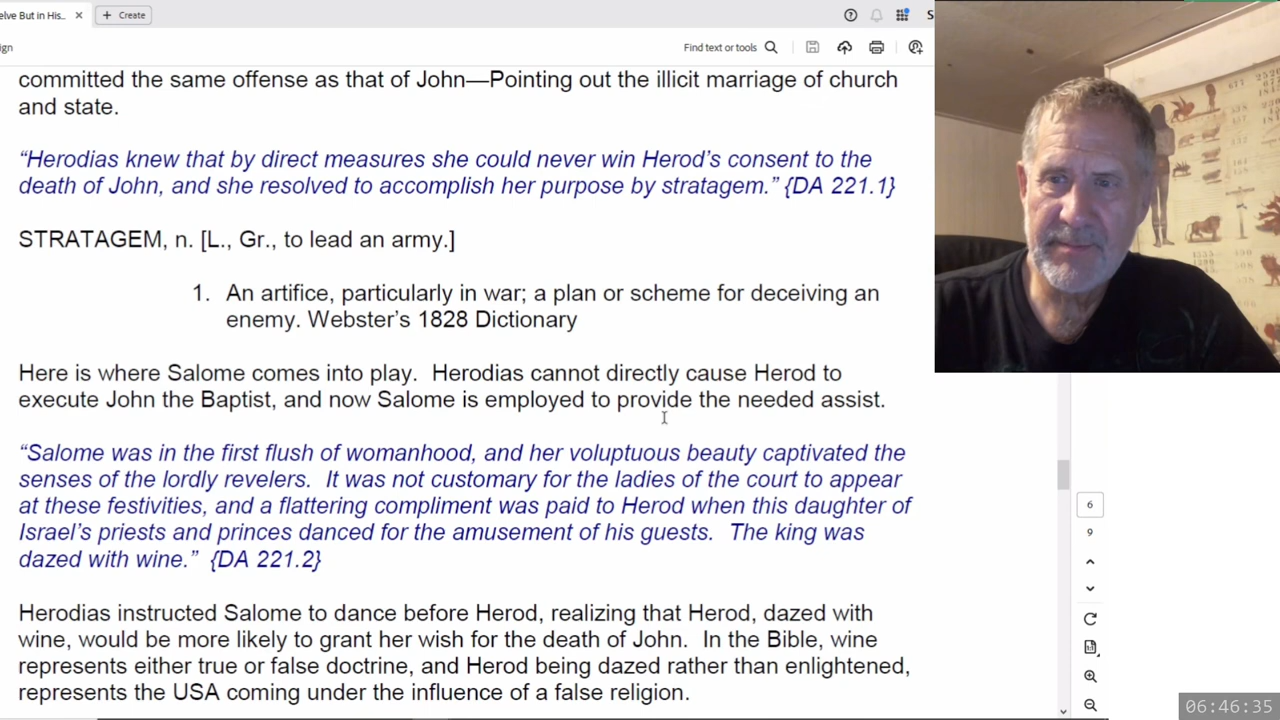 elve But in His..
Create
S
ign
Find text or tools
committed the same offense as that of John—Pointing out the illicit marriage of church
and state.
“Herodias knew that by direct measures she could never win Herod’s consent to the
death of John, and she resolved to accomplish her purpose by stratagem.” {DA 221.1}
STRATAGEM, n. [L., Gr., to lead an army.]
1. An artifice, particularly in war; a plan or scheme for deceiving an
enemy. Webster’s 1828 Dictionary
Here is where Salome comes into play.  Herodias cannot directly cause Herod to
execute John the Baptist, and now Salome is employed to provide the needed assist.
“Salome was in the first flush of womanhood, and her voluptuous beauty captivated the
senses of the lordly revelers.  It was not customary for the ladies of the court to appear
at these festivities, and a flattering compliment was paid to Herod when this daughter of
Israel’s priests and princes danced for the amusement of his guests.  The king was
dazed with wine.”  {DA 221.2}
Herodias instructed Salome to dance before Herod, realizing that Herod, dazed with
wine, would be more likely to grant her wish for the death of John.  In the Bible, wine
represents either true or false doctrine, and Herod being dazed rather than enlightened,
represents the USA coming under the influence of a false religion.
6
9
677
538
508
06:46:35